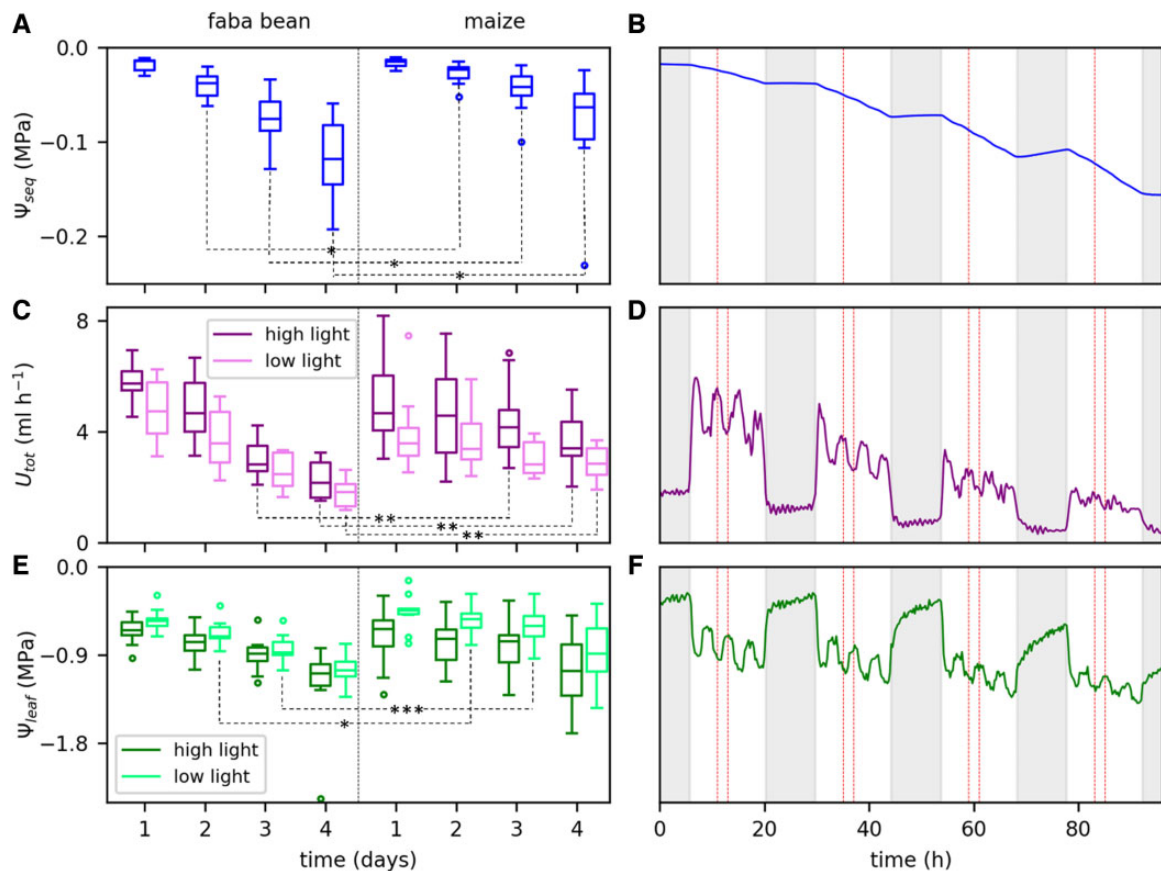 faba bean maize
A
B
0.0
−0.1
−0.2
Ψseq (MPa)
*
*
*
C
D
high light
low light
8
4
0
Utot (ml h⁻¹)
**
**
**
E
F
0.0
−0.9
−1.8
Ψleaf (MPa)
***
*
high light
low light
1 2 3 4 1 2 3 4
time (days)
0 20 40 60 80
time (h)